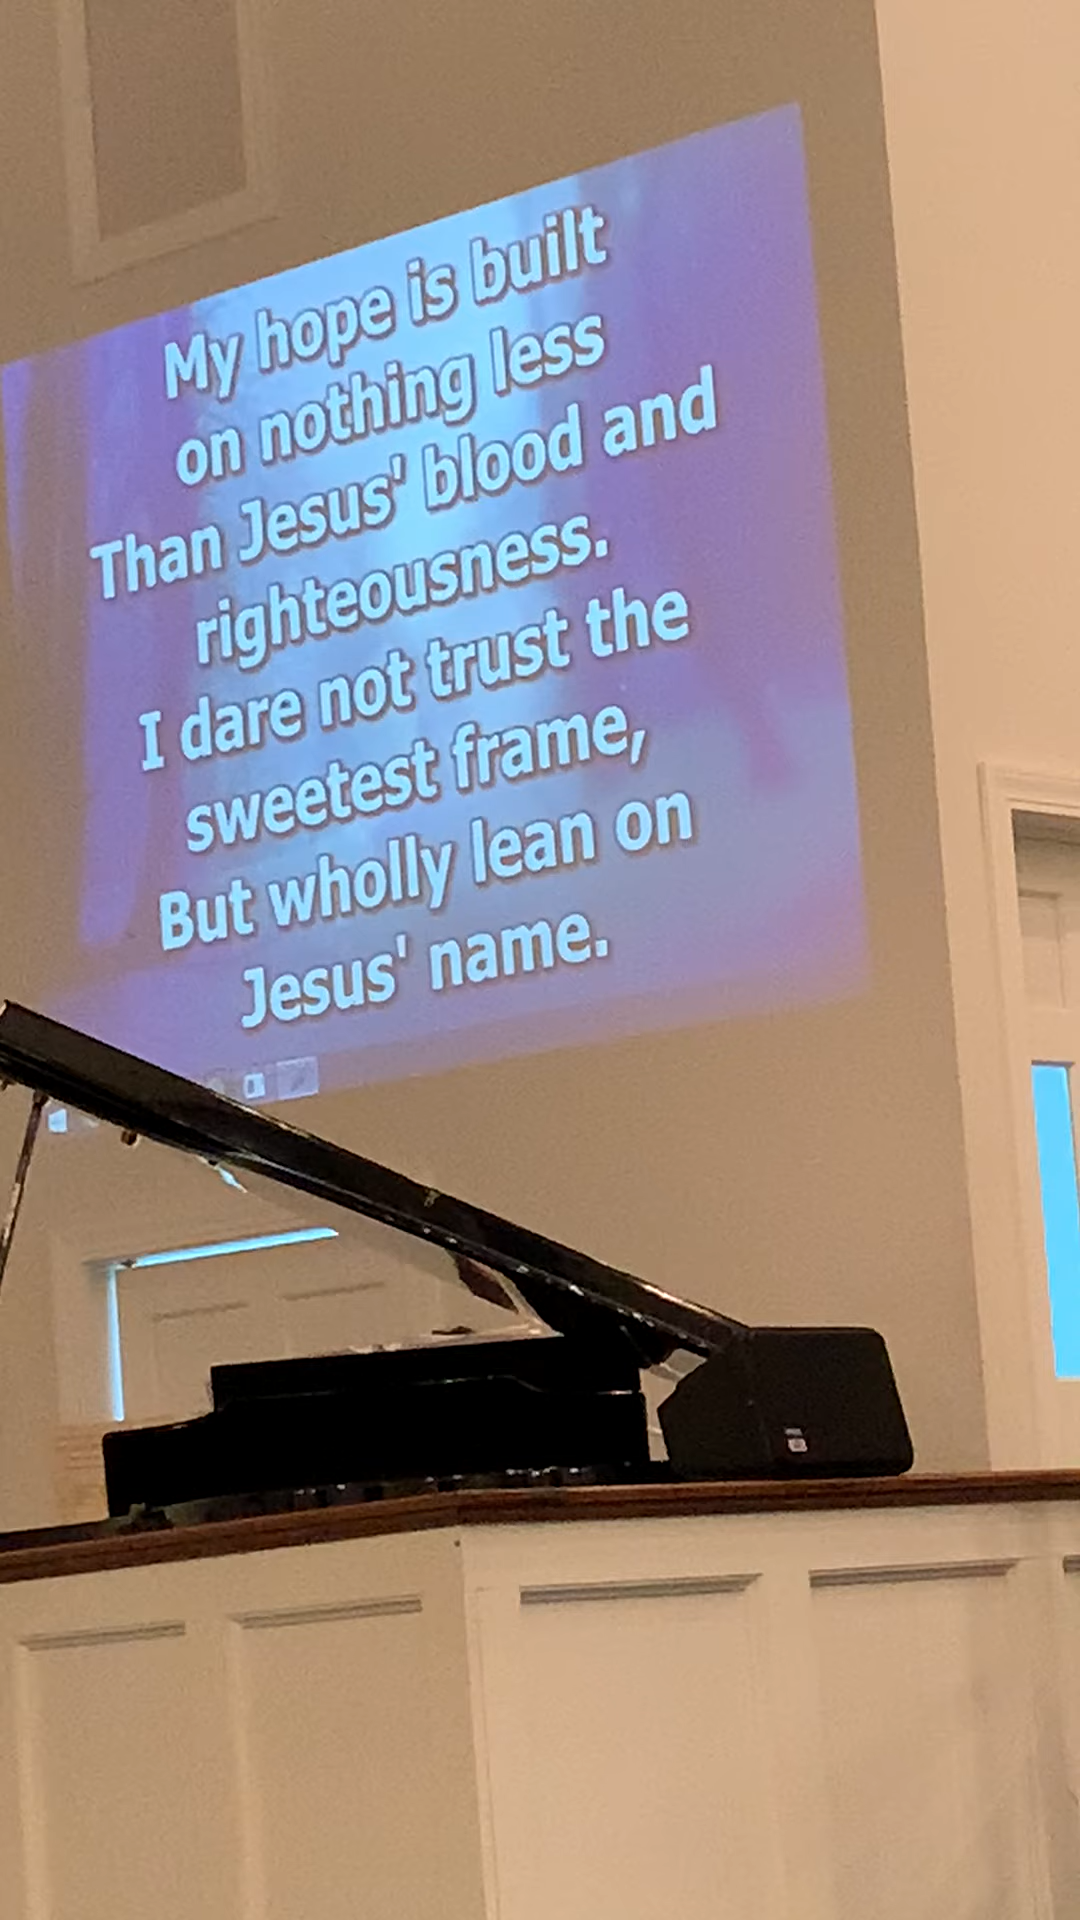 My hope is built
on nothing less
Than Jesus' blood and
righteousness.
I dare not trust the
sweetest frame,
But wholly lean on
Jesus' name.